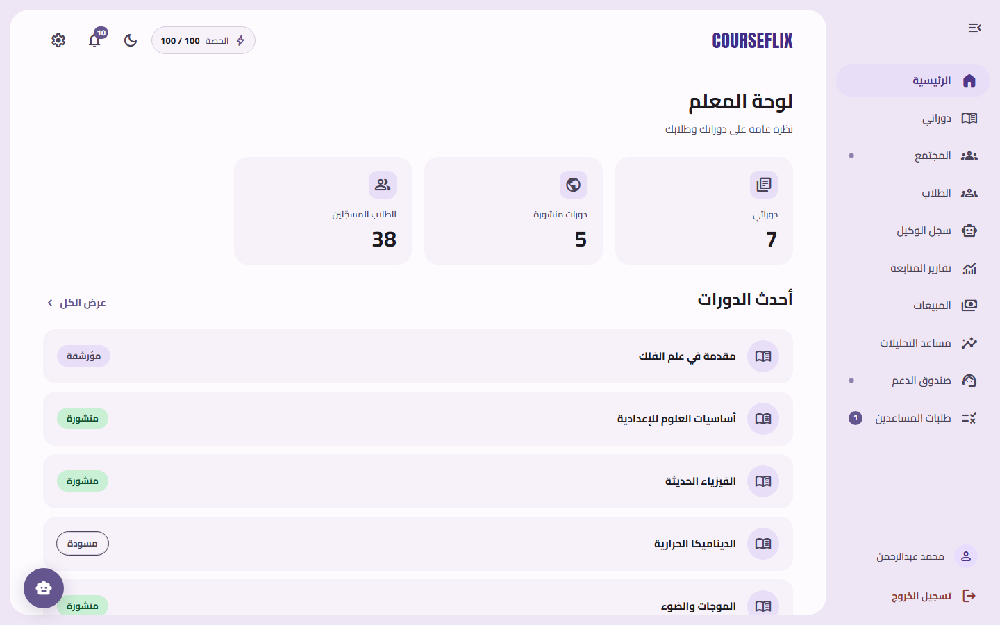 الرئيسية
دوراتي
المجتمع
الطلاب
سجل الوكيل
تقارير المتابعة
المبيعات
مساعد التحليلات
صندوق الدعم
طلبات المساعدين 1
محمد عبدالرحمن
تسجيل الخروج
COURSEFLIX
الحصة 100 / 100
10
لوحة المعلم
نظرة عامة على دوراتك وطلابك
دوراتي
7
دورات منشورة
5
الطلاب المسجّلين
38
أحدث الدورات
عرض الكل
مقدمة في علم الفلك
مؤرشفة
أساسيات العلوم للإعدادية
منشورة
الفيزياء الحديثة
منشورة
الديناميكا الحرارية
مسودة
الموجات والضوء
منشورة